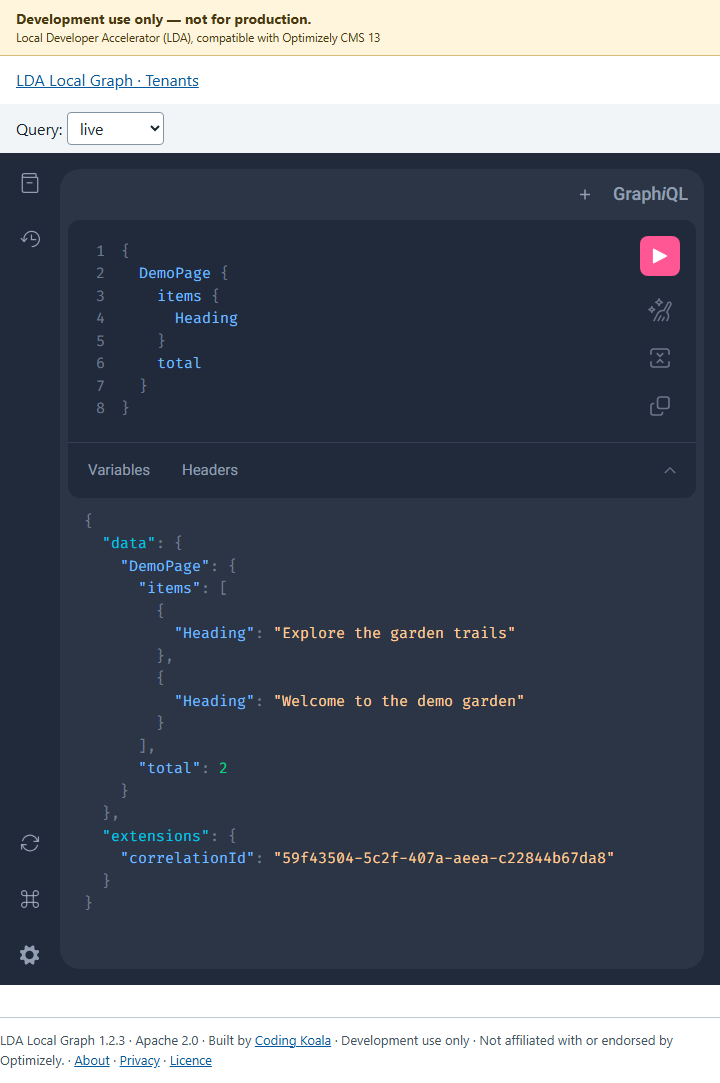 Development use only — not for production.
Local Developer Accelerator (LDA), compatible with Optimizely CMS 13
LDA Local Graph · Tenants
Query: live
+ GraphiQL
1 {
2   DemoPage {
3     items {
4       Heading
5     }
6     total
7   }
8 }
Variables Headers
{
  "data": {
    "DemoPage": {
      "items": [
        {
          "Heading": "Explore the garden trails"
        },
        {
          "Heading": "Welcome to the demo garden"
        }
      ],
      "total": 2
    }
  },
  "extensions": {
    "correlationId": "59f43504-5c2f-407a-aeea-c22844b67da8"
  }
}
LDA Local Graph 1.2.3 · Apache 2.0 · Built by Coding Koala · Development use only · Not affiliated with or endorsed by
Optimizely. · About · Privacy · Licence